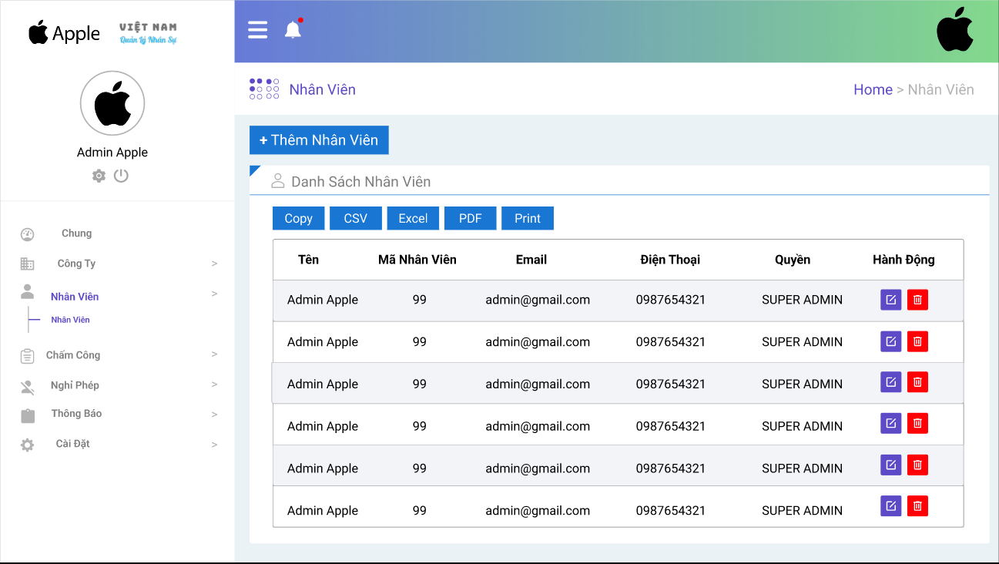 Apple
VIỆT NAM
Quản Lý Nhân Sự
Admin Apple
Chung
Công Ty >
Nhân Viên >
Nhân Viên
Chấm Công >
Nghỉ Phép >
Thông Báo >
Cài Đặt >
Nhân Viên
Home > Nhân Viên
+ Thêm Nhân Viên
Danh Sách Nhân Viên
Copy CSV Excel PDF Print
Tên Mã Nhân Viên Email Điện Thoại Quyền Hành Động
Admin Apple 99 admin@gmail.com 0987654321 SUPER ADMIN
Admin Apple 99 admin@gmail.com 0987654321 SUPER ADMIN
Admin Apple 99 admin@gmail.com 0987654321 SUPER ADMIN
Admin Apple 99 admin@gmail.com 0987654321 SUPER ADMIN
Admin Apple 99 admin@gmail.com 0987654321 SUPER ADMIN
Admin Apple 99 admin@gmail.com 0987654321 SUPER ADMIN